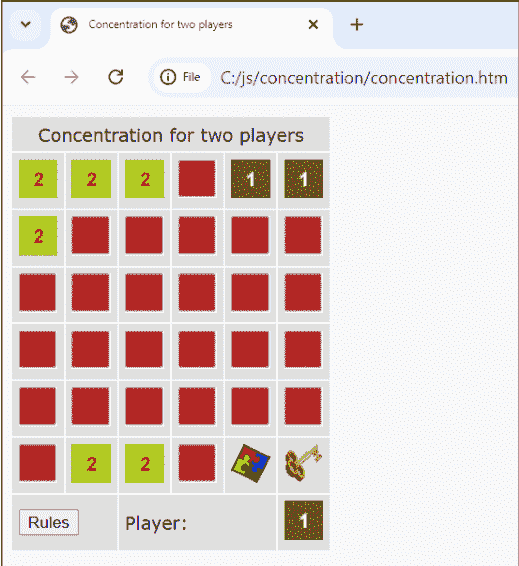 Concentration for two players
File C:/js/concentration/concentration.htm
Concentration for two players
2 2 2 1 1
2
2 2
Rules Player: 1